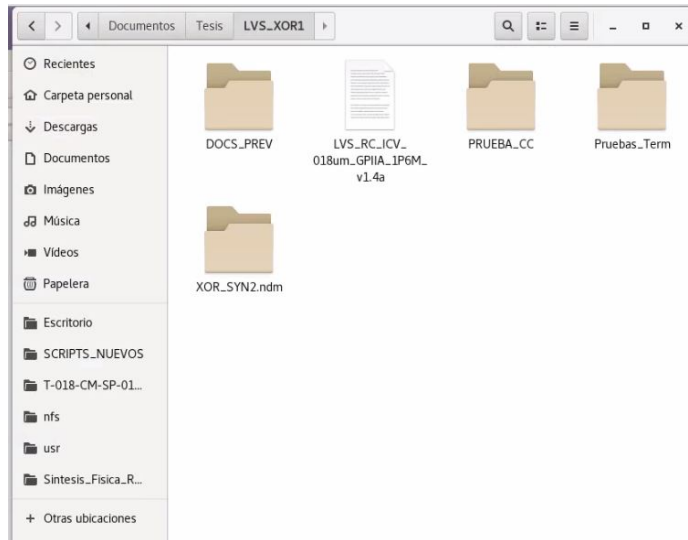 Documentos
Tesis
LVS_XOR1
Recientes
Carpeta personal
Descargas
Documentos
Imágenes
Música
Vídeos
Papelera
Escritorio
SCRIPTS_NUEVOS
T-018-CM-SP-01...
nfs
usr
Sintesis_Fisica_R...
+ Otras ubicaciones
DOCS_PREV
LVS_RC_ICV_
018um_GPIIA_1P6M_
v1.4a
PRUEBA_CC
Pruebas_Term
XOR_SYN2.ndm